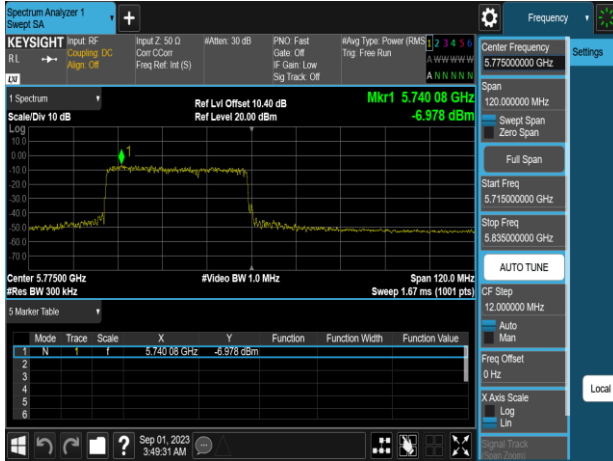 Spectrum Analyzer 1
Swept SA
+
Frequency
KEYSIGHT
RL
LXI
Input: RF
Coupling: DC
Align: Off
Input Z: 50 Ω
Corr CCorr
Freq Ref: Int (S)
#Atten: 30 dB
PNO: Fast
Gate: Off
IF Gain: Low
Sig Track: Off
#Avg Type: Power (RMS
Trig: Free Run
1 2 3 4 5 6
A W W W W W
A N N N N N
Center Frequency
5.775000000 GHz
Settings
Span
120.000000 MHz
Swept Span
Zero Span
Full Span
Start Freq
5.715000000 GHz
Stop Freq
5.835000000 GHz
AUTO TUNE
CF Step
12.000000 MHz
Auto
Man
Freq Offset
0 Hz
X Axis Scale
Log
Lin
Signal Track
(Span Zoom)
Local
1 Spectrum
Scale/Div 10 dB
Ref Lvl Offset 10.40 dB
Ref Level 20.00 dBm
Mkr1 5.740 08 GHz
-6.978 dBm
Log
10.0
0.00
-10.0
-20.0
-30.0
-40.0
-50.0
-60.0
-70.0
1
Center 5.77500 GHz
#Res BW 300 kHz
#Video BW 1.0 MHz
Span 120.0 MHz
Sweep 1.67 ms (1001 pts)
5 Marker Table
Mode Trace Scale X Y Function Function Width Function Value
1 N 1 f 5.740 08 GHz -6.978 dBm
2
3
4
5
6
?
Sep 01, 2023
3:49:31 AM